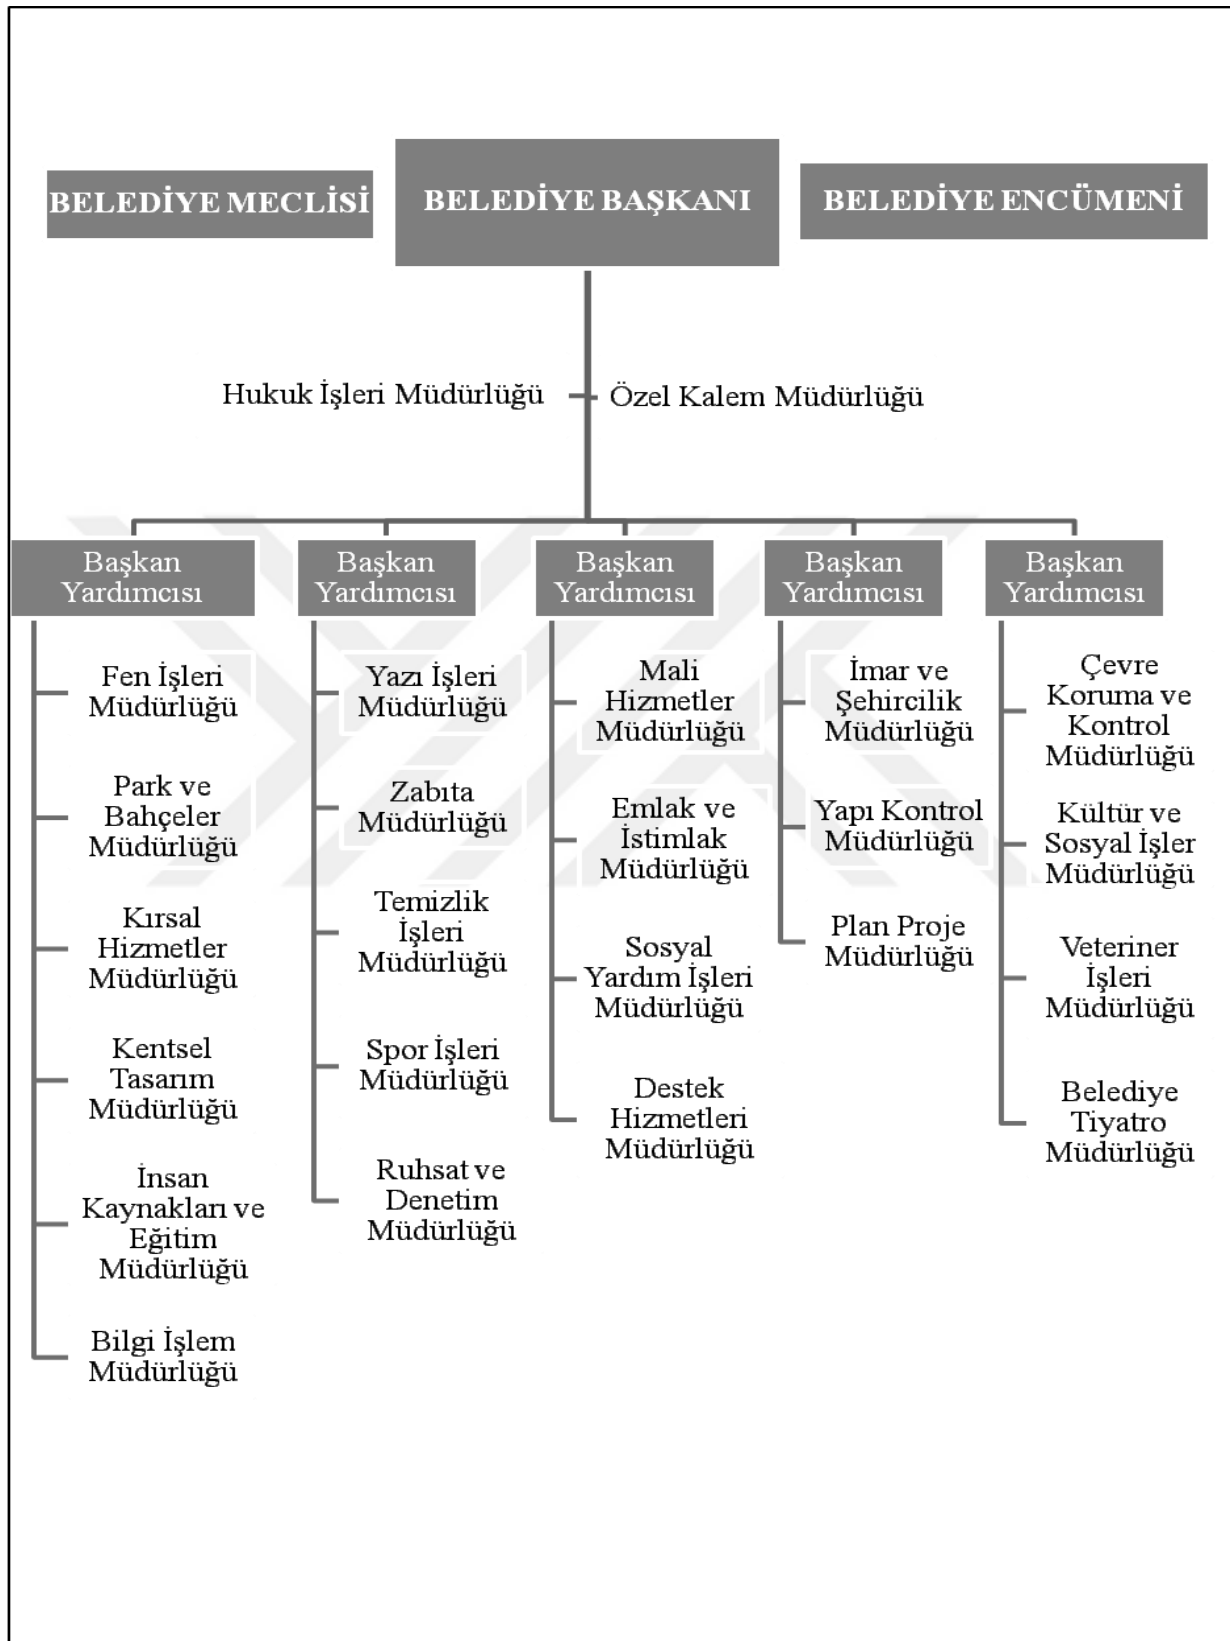 BELEDİYE MECLİSİ
BELEDİYE BAŞKANI
BELEDİYE ENCÜMENİ
Hukuk İşleri Müdürlüğü
Özel Kalem Müdürlüğü
Başkan
Yardımcısı
Fen İşleri
Müdürlüğü
Park ve
Bahçeler
Müdürlüğü
Kırsal
Hizmetler
Müdürlüğü
Kentsel
Tasarım
Müdürlüğü
İnsan
Kaynakları ve
Eğitim
Müdürlüğü
Bilgi İşlem
Müdürlüğü
Başkan
Yardımcısı
Yazı İşleri
Müdürlüğü
Zabıta
Müdürlüğü
Temizlik
İşleri
Müdürlüğü
Spor İşleri
Müdürlüğü
Ruhsat ve
Denetim
Müdürlüğü
Başkan
Yardımcısı
Mali
Hizmetler
Müdürlüğü
Emlak ve
İstimlak
Müdürlüğü
Sosyal
Yardım İşleri
Müdürlüğü
Destek
Hizmetleri
Müdürlüğü
Başkan
Yardımcısı
İmar ve
Şehircilik
Müdürlüğü
Yapı Kontrol
Müdürlüğü
Plan Proje
Müdürlüğü
Başkan
Yardımcısı
Çevre
Koruma ve
Kontrol
Müdürlüğü
Kültür ve
Sosyal İşler
Müdürlüğü
Veteriner
İşleri
Müdürlüğü
Belediye
Tiyatro
Müdürlüğü